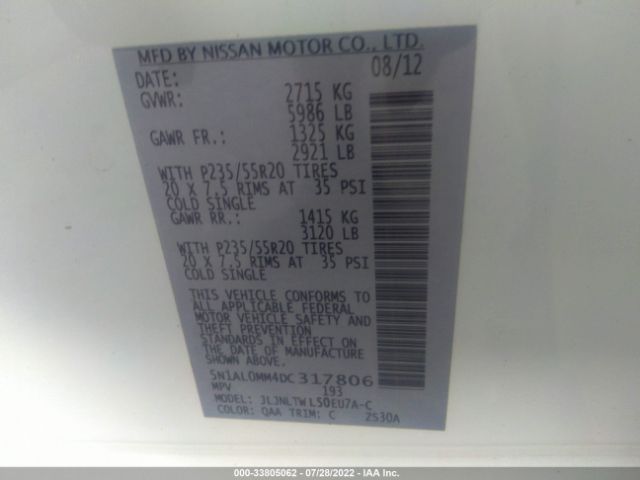 MFD BY NISSAN MOTOR CO., LTD.
DATE: 08/12
GVWR: 2715 KG
5986 LB
GAWR FR.: 1325 KG
2921 LB
WITH P235/55R20 TIRES
20 X 7.5 RIMS AT 35 PSI
COLD SINGLE
GAWR RR.: 1415 KG
3120 LB
WITH P235/55R20 TIRES
20 X 7.5 RIMS AT 35 PSI
COLD SINGLE
THIS VEHICLE CONFORMS TO
ALL APPLICABLE FEDERAL
MOTOR VEHICLE SAFETY AND
THEFT PREVENTION
STANDARDS IN EFFECT ON
THE DATE OF MANUFACTURE
SHOWN ABOVE.
5N1AL0MM4DC317806
MPV 193
MODEL: JLJNLTWL50EU7A-C
COLOR: QAA TRIM: C 2S30A
000-33805062 - 07/28/2022 - IAA Inc.